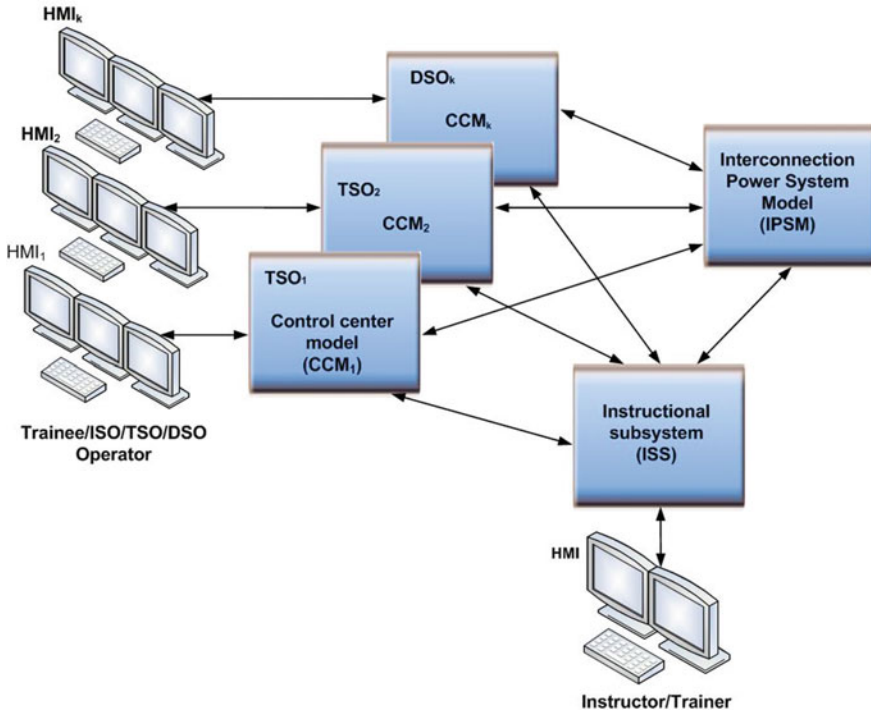 HMIₖ
DSOₖ
CCMₖ
HMI₂
TSO₂
CCM₂
Interconnection
Power System
Model
(IPSM)
HMI₁
TSO₁
Control center
model
(CCM₁)
Trainee/ISO/TSO/DSO
Operator
Instructional
subsystem
(ISS)
HMI
Instructor/Trainer